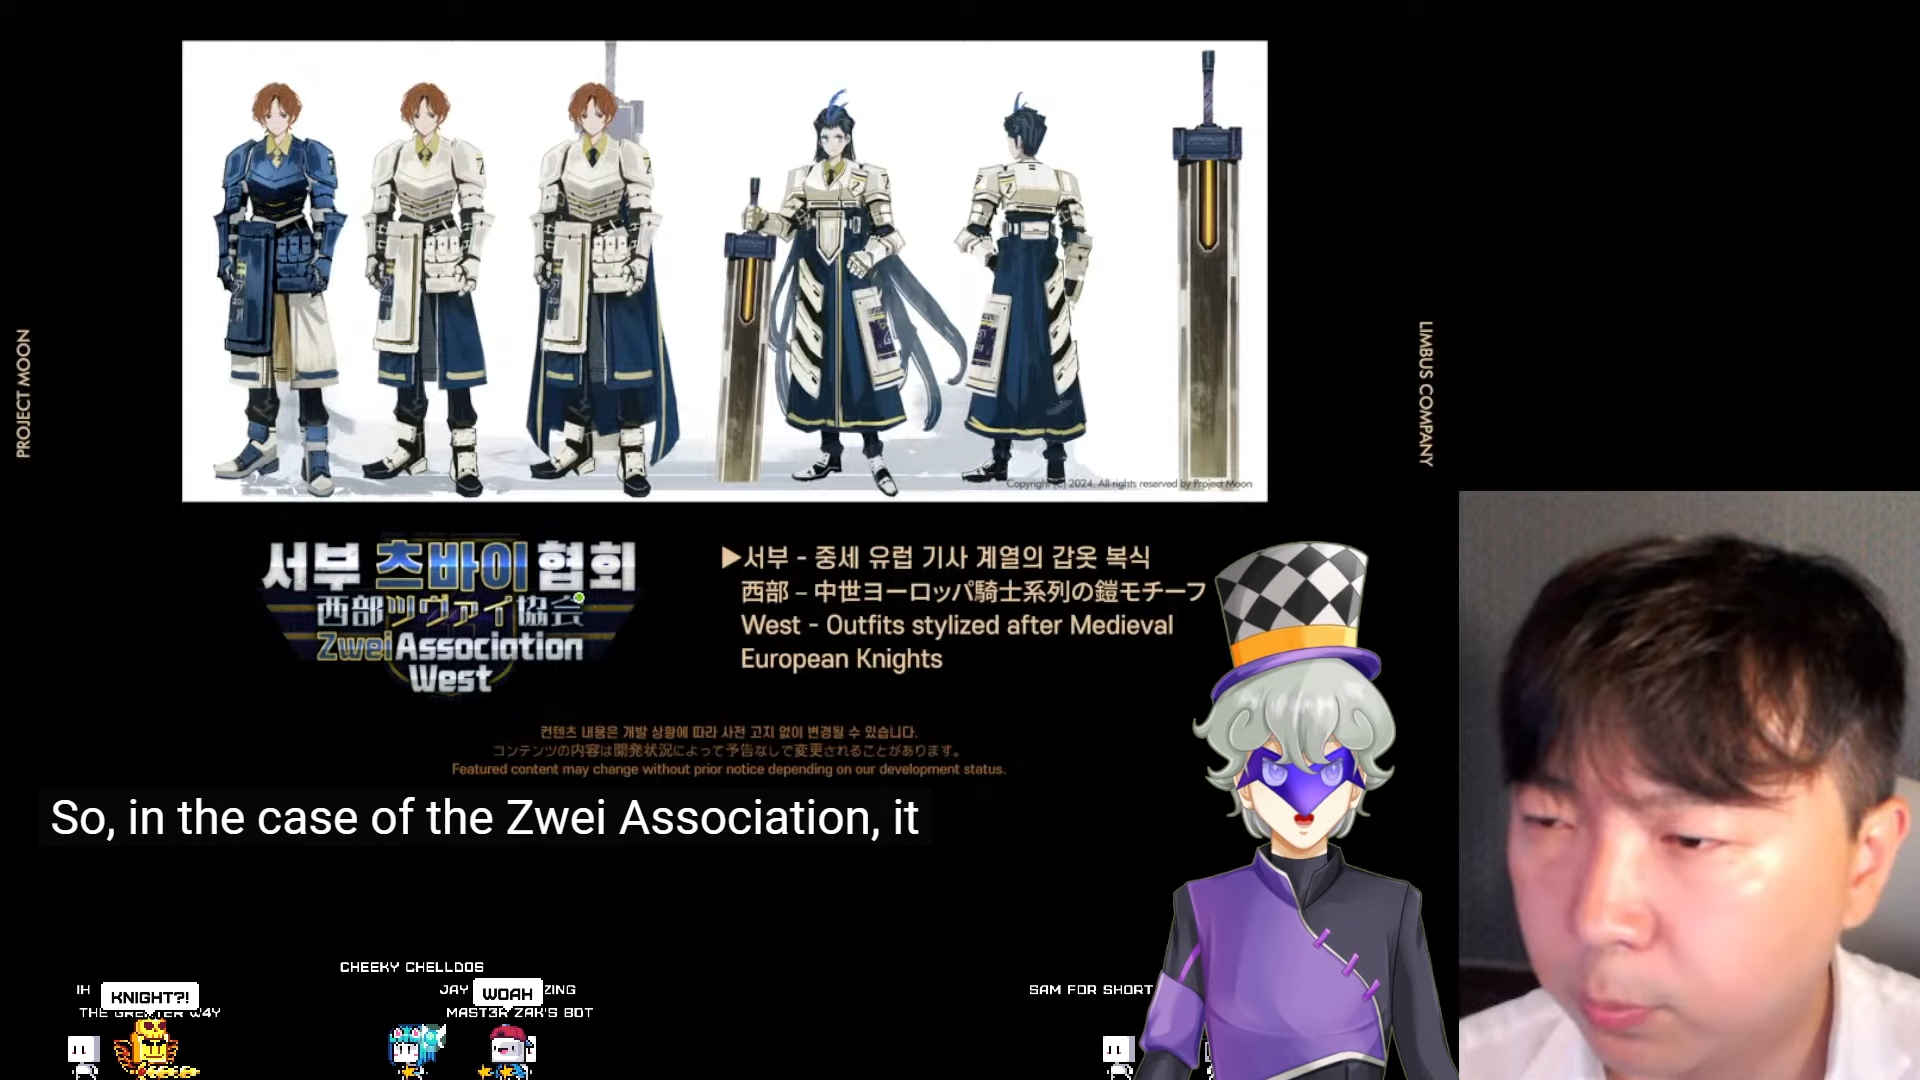 PROJECT MOON
LIMBUS COMPANY
Copyright (C) 2024. All rights reserved by Project Moon
서부 츠바이 협회
西部ツヴァイ協会
Zwei Association
West
▶서부 - 중세 유럽 기사 계열의 갑옷 복식
西部 – 中世ヨーロッパ騎士系列の鎧モチーフ
West - Outfits stylized after Medieval
European Knights
컨텐츠 내용은 개발 상황에 따라 사전 고지 없이 변경될 수 있습니다.
コンテンツの内容は開発状況によって予告なしで変更されることがあります。
Featured content may change without prior notice depending on our development status.
So, in the case of the Zwei Association, it
CHEEKY CHELLDOS
IH
KNIGHT?!
JAY
WOAH
ZING
SAM FOR SHORT
MAST3R ZAK'S BOT